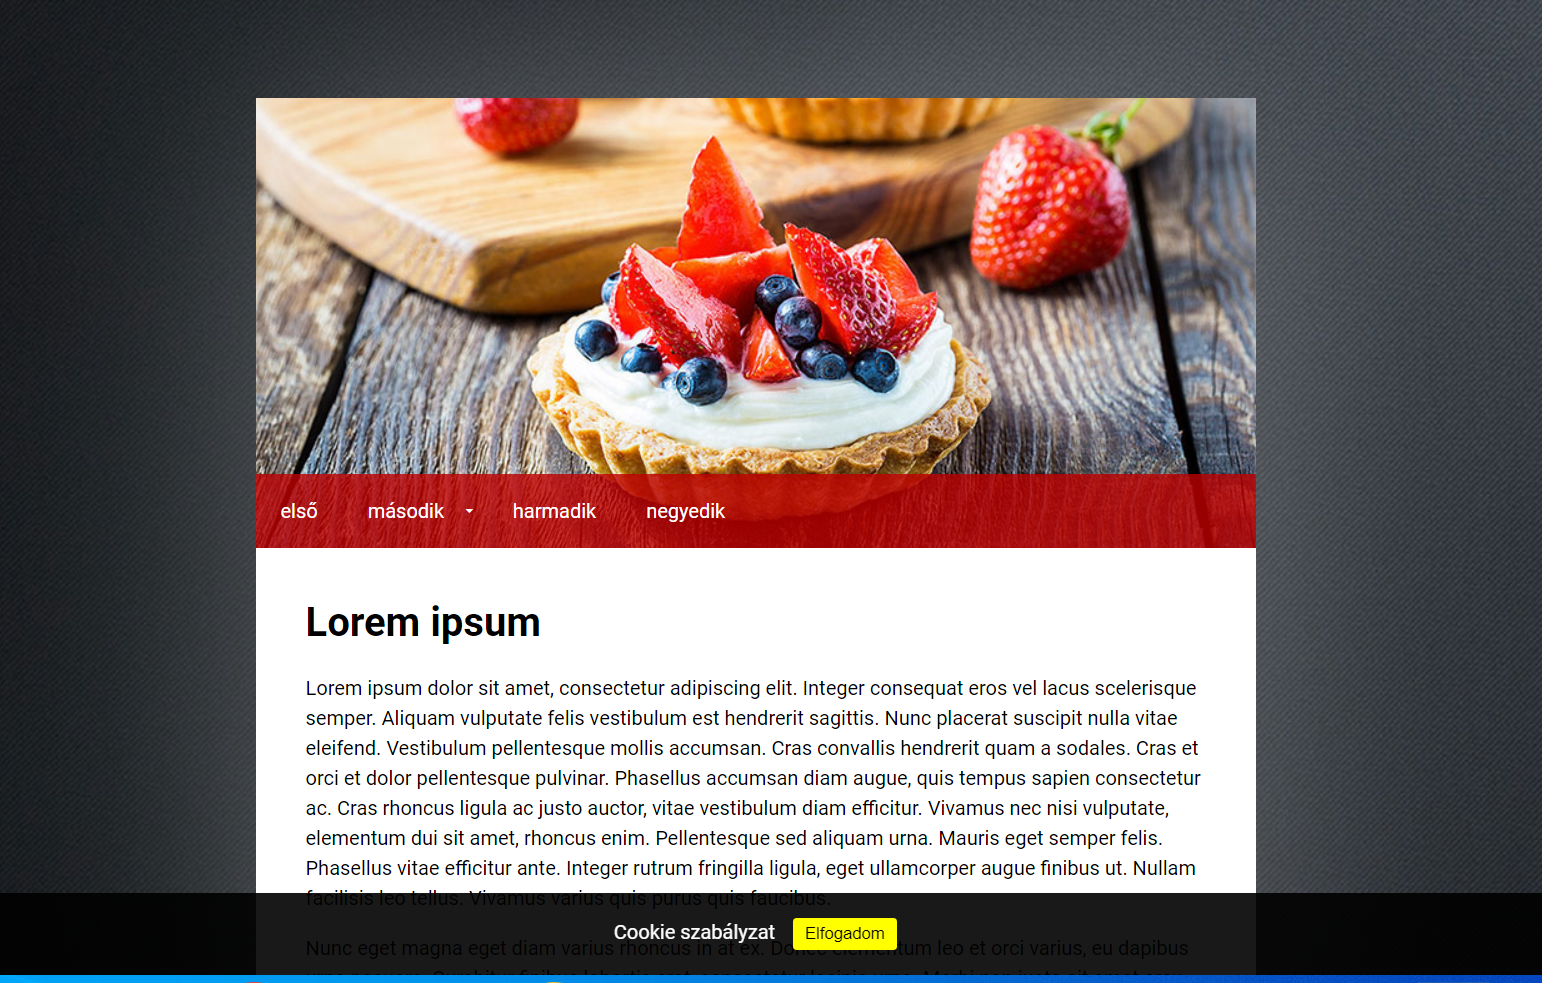 első
második
harmadik
negyedik
Lorem ipsum
Lorem ipsum dolor sit amet, consectetur adipiscing elit. Integer consequat eros vel lacus scelerisque
semper. Aliquam vulputate felis vestibulum est hendrerit sagittis. Nunc placerat suscipit nulla vitae
eleifend. Vestibulum pellentesque mollis accumsan. Cras convallis hendrerit quam a sodales. Cras et
orci et dolor pellentesque pulvinar. Phasellus accumsan diam augue, quis tempus sapien consectetur
ac. Cras rhoncus ligula ac justo auctor, vitae vestibulum diam efficitur. Vivamus nec nisi vulputate,
elementum dui sit amet, rhoncus enim. Pellentesque sed aliquam urna. Mauris eget semper felis.
Phasellus vitae efficitur ante. Integer rutrum fringilla ligula, eget ullamcorper augue finibus ut. Nullam
facilisis leo tellus. Vivamus varius quis purus quis faucibus.
Cookie szabályzat
Elfogadom
Nunc eget magna eget diam varius rhoncus in at ex. Donec elementum leo et orci varius, eu dapibus